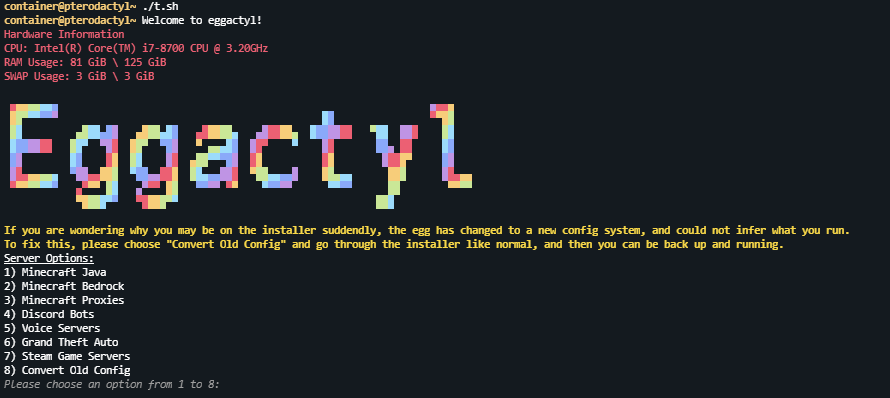 container@pterodactyl~ ./t.sh
container@pterodactyl~ Welcome to eggactyl!
Hardware Information
CPU: Intel(R) Core(TM) i7-8700 CPU @ 3.20GHz
RAM Usage: 81 GiB \ 125 GiB
SWAP Usage: 3 GiB \ 3 GiB
Eggactyl
If you are wondering why you may be on the installer suddendly, the egg has changed to a new config system, and could not infer what you run.
To fix this, please choose "Convert Old Config" and go through the installer like normal, and then you can be back up and running.
Server Options:
1) Minecraft Java
2) Minecraft Bedrock
3) Minecraft Proxies
4) Discord Bots
5) Voice Servers
6) Grand Theft Auto
7) Steam Game Servers
8) Convert Old Config
Please choose an option from 1 to 8: